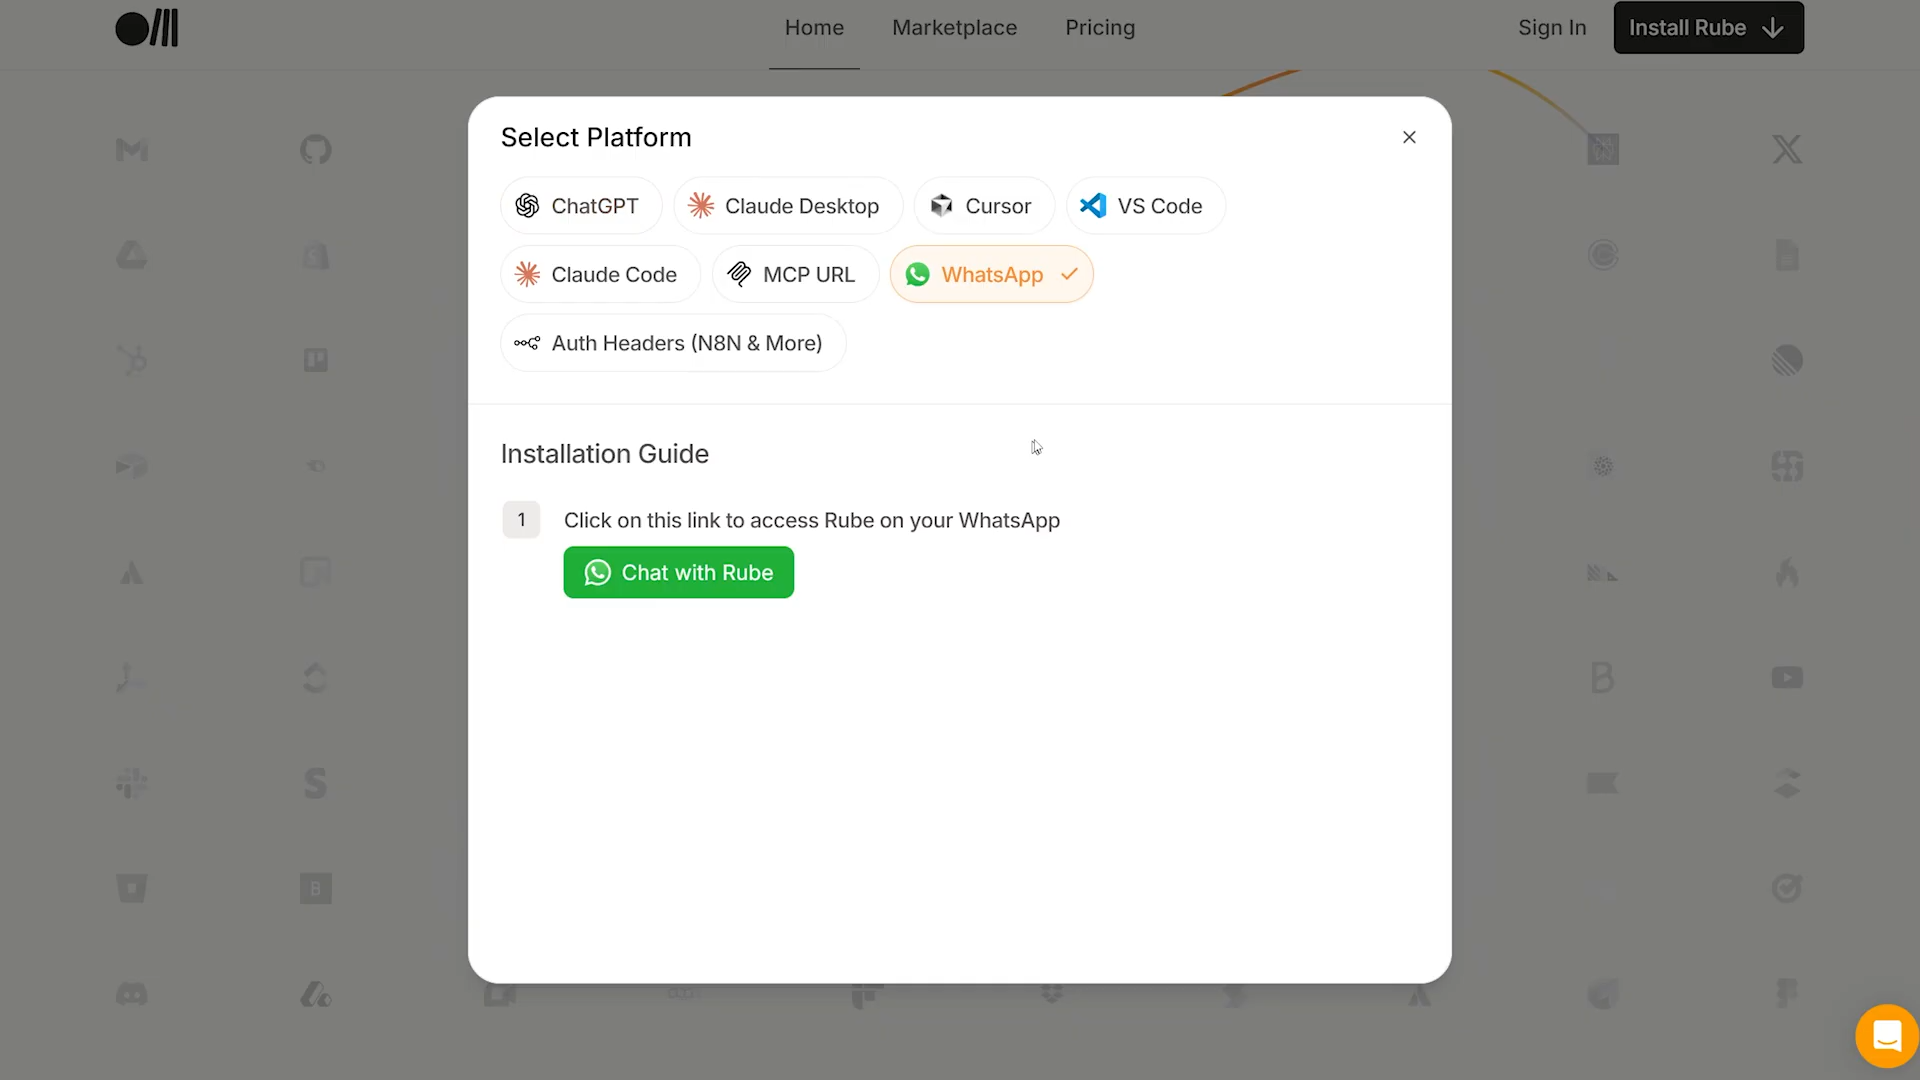 Home Marketplace Pricing Sign In Install Rube
Select Platform
ChatGPT Claude Desktop Cursor VS Code
Claude Code MCP URL WhatsApp
Auth Headers (N8N & More)
Installation Guide
1 Click on this link to access Rube on your WhatsApp
Chat with Rube